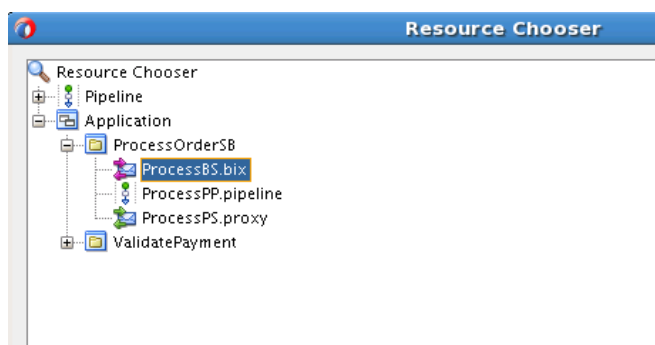 Resource Chooser
Resource Chooser
Pipeline
Application
ProcessOrderSB
ProcessBS.bix
ProcessPP.pipeline
ProcessPS.proxy
ValidatePayment